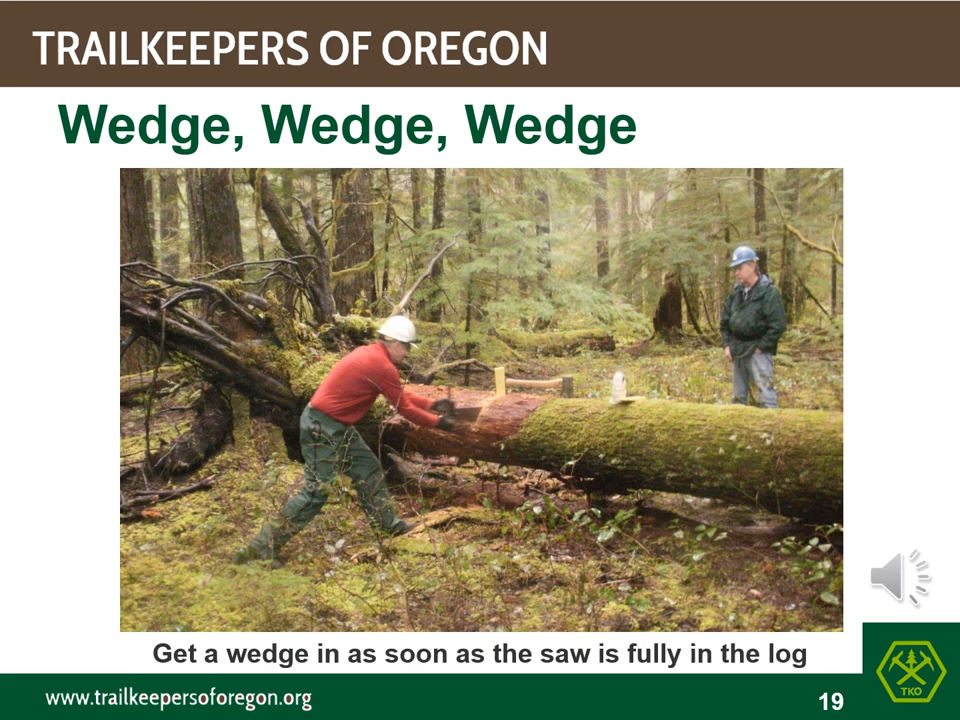 TRAILKEEPERS OF OREGON
Wedge, Wedge, Wedge
Get a wedge in as soon as the saw is fully in the log
TKO
www.trailkeepersoforegon.org
19